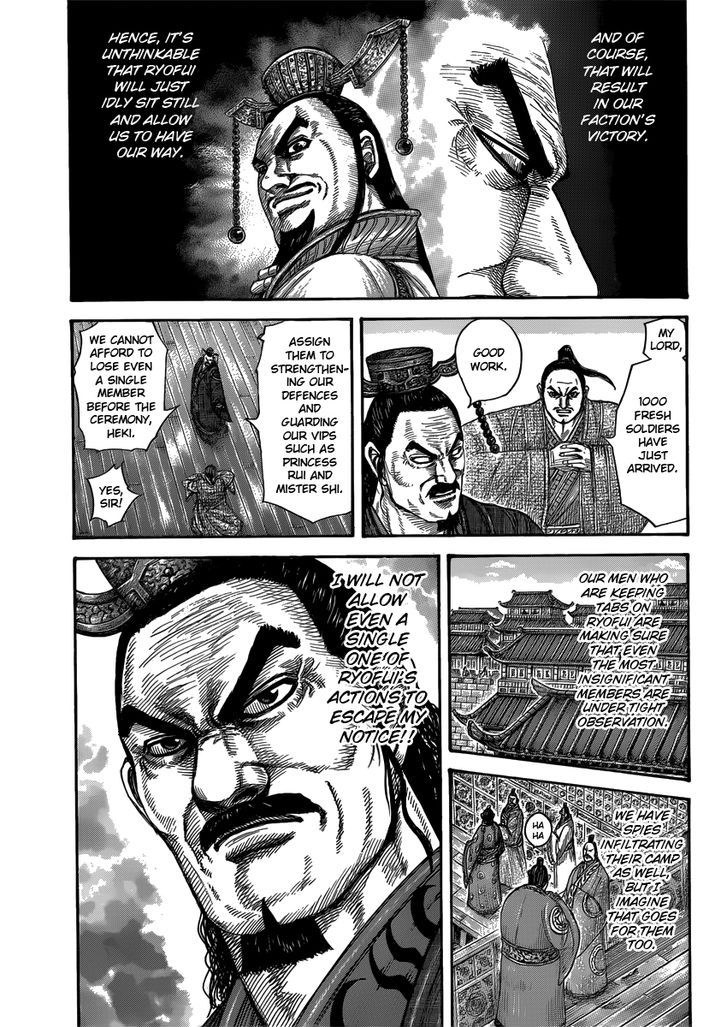 AND OF
COURSE,
THAT WILL
RESULT
IN OUR
FACTION'S
VICTORY.
HENCE, IT'S
UNTHINKABLE
THAT RYOFUI
WILL JUST
IDLY SIT STILL
AND ALLOW
US TO HAVE
OUR WAY.
MY
LORD,
1000
FRESH
SOLDIERS
HAVE
JUST
ARRIVED.
GOOD
WORK.
ASSIGN
THEM TO
STRENGTHEN-
ING OUR
DEFENCES
AND
GUARDING
OUR VIPS
SUCH AS
PRINCESS
RUI AND
MISTER SHI.
WE CANNOT
AFFORD TO
LOSE EVEN
A SINGLE
MEMBER
BEFORE THE
CEREMONY,
HEKI.
YES,
SIR!
OUR MEN WHO
ARE KEEPING
TABS ON
RYOFUI ARE
MAKING SURE
THAT EVEN
THE MOST
INSIGNIFICANT
MEMBERS ARE
UNDER TIGHT
OBSERVATION.
WE HAVE
SPIES
INFILTRATING
THEIR CAMP
AS WELL,
BUT I
IMAGINE
THAT GOES
FOR THEM
TOO.
HA
HA
I WILL NOT
ALLOW
EVEN A
SINGLE
ONE OF
RYOFUI'S
ACTIONS TO
ESCAPE MY
NOTICE!!